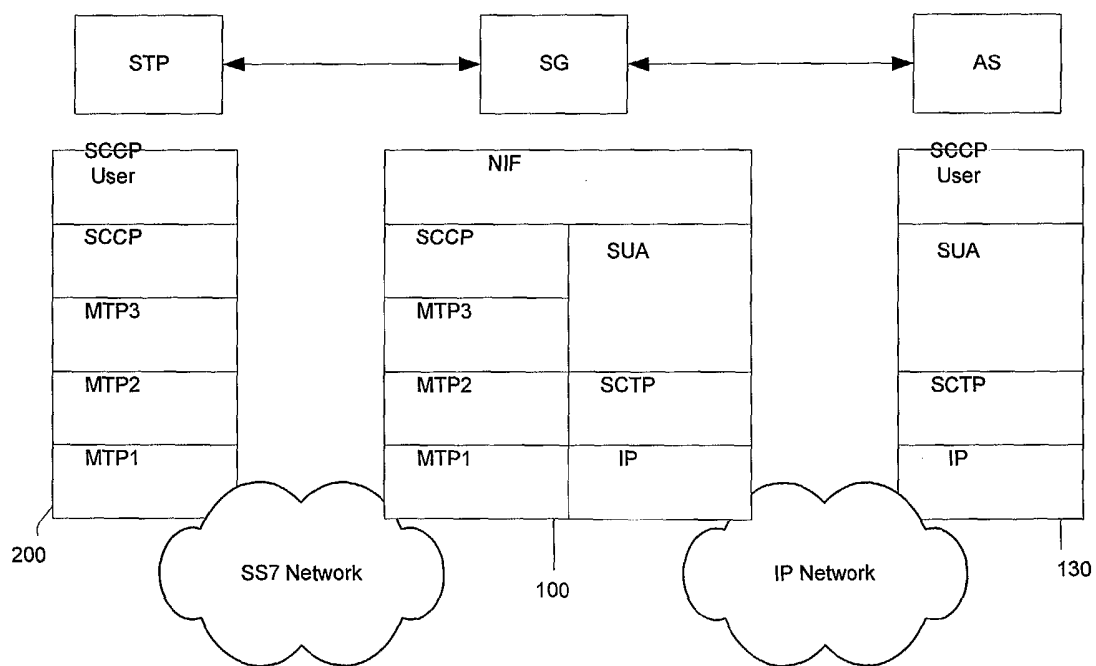 STP
SG
AS
SCCP
User
NIF
SCCP
User
SCCP
SCCP
SUA
SUA
MTP3
MTP3
MTP2
MTP2
SCTP
SCTP
MTP1
MTP1
IP
IP
200
SS7 Network
100
IP Network
130